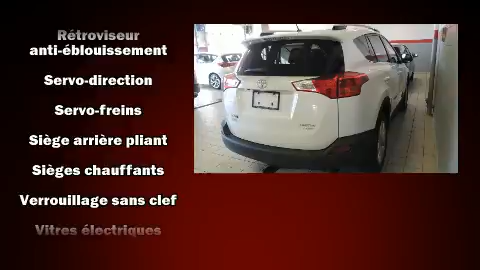 Rétroviseur
anti-éblouissement
Servo-direction
Servo-freins
Siège arrière pliant
Sièges chauffants
Verrouillage sans clef
Vitres électriques